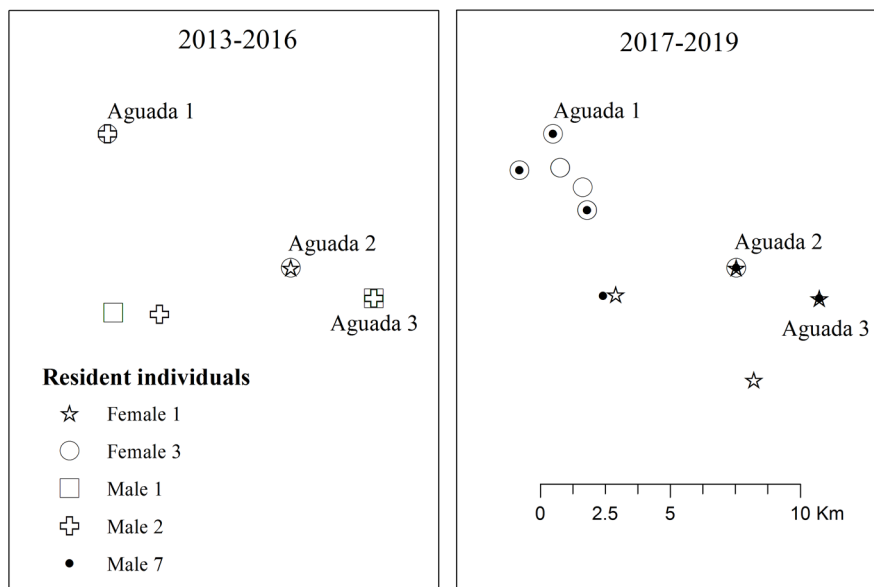 2013-2016
Aguada 1
Aguada 2
Aguada 3
Resident individuals
Female 1
Female 3
Male 1
Male 2
Male 7
2017-2019
Aguada 1
Aguada 2
Aguada 3
0 2.5 5 10 Km